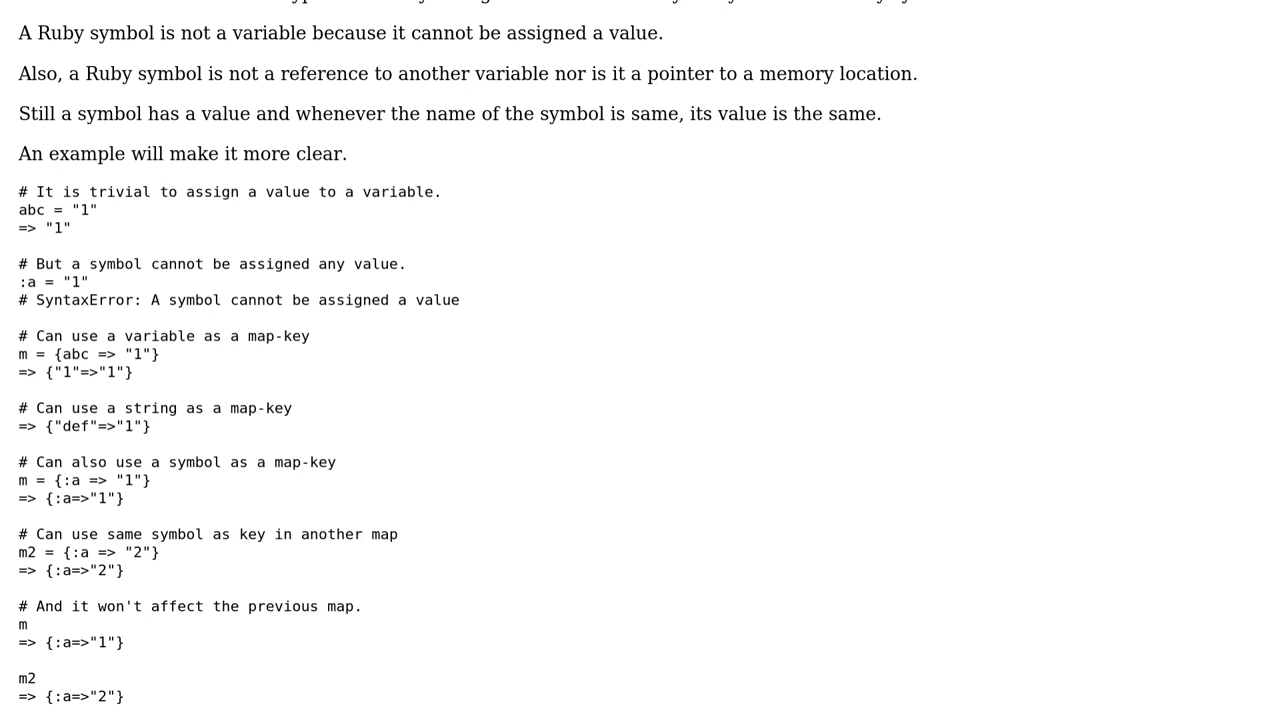 A Ruby symbol is not a variable because it cannot be assigned a value.
Also, a Ruby symbol is not a reference to another variable nor is it a pointer to a memory location.
Still a symbol has a value and whenever the name of the symbol is same, its value is the same.
An example will make it more clear.
# It is trivial to assign a value to a variable.
abc = "1"
=> "1"
# But a symbol cannot be assigned any value.
:a = "1"
# SyntaxError: A symbol cannot be assigned a value
# Can use a variable as a map-key
m = {abc => "1"}
=> {"1"=>"1"}
# Can use a string as a map-key
=> {"def"=>"1"}
# Can also use a symbol as a map-key
m = {:a => "1"}
=> {:a=>"1"}
# Can use same symbol as key in another map
m2 = {:a => "2"}
=> {:a=>"2"}
# And it won't affect the previous map.
m
=> {:a=>"1"}
m2
=> {:a=>"2"}